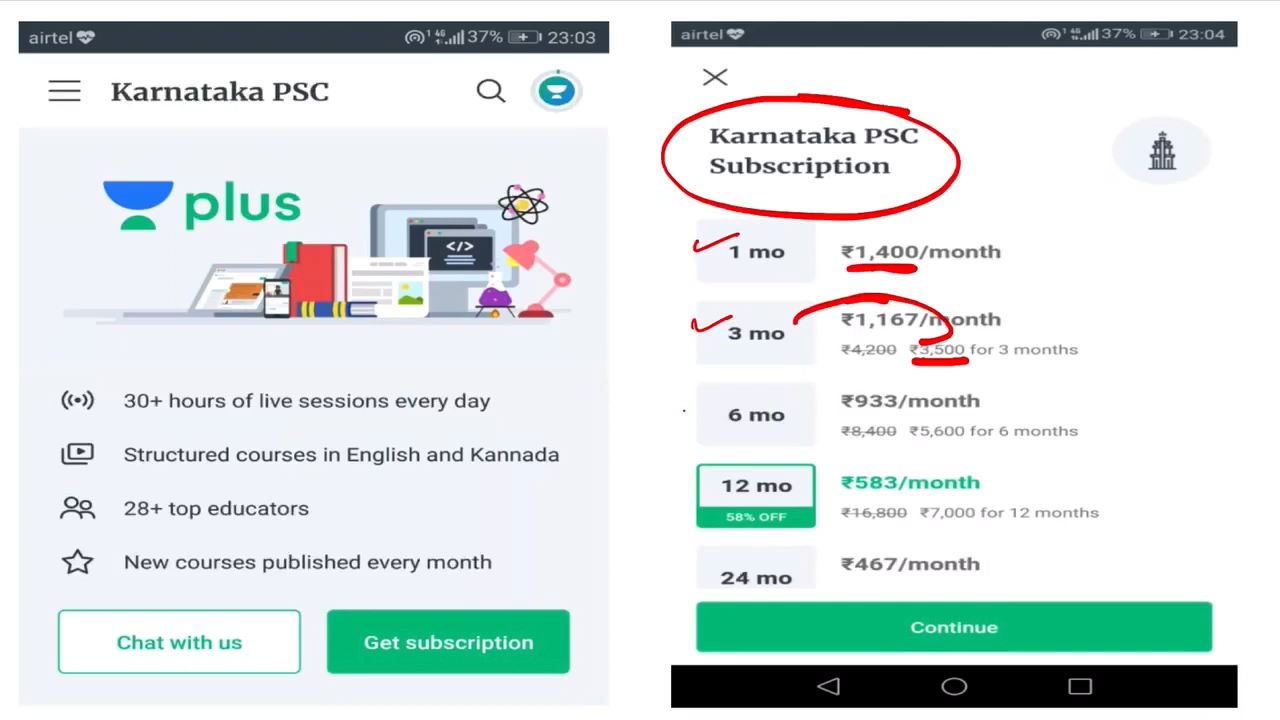 airtel 4G 37% 23:03
Karnataka PSC
plus
</>
30+ hours of live sessions every day
Structured courses in English and Kannada
28+ top educators
New courses published every month
Chat with us
Get subscription
airtel 4G 37% 23:04
Karnataka PSC
Subscription
1 mo ₹1,400/month
3 mo ₹1,167/month
₹4,200 ₹3,500 for 3 months
6 mo ₹933/month
₹8,400 ₹5,600 for 6 months
12 mo ₹583/month
58% OFF ₹16,800 ₹7,000 for 12 months
24 mo ₹467/month
Continue